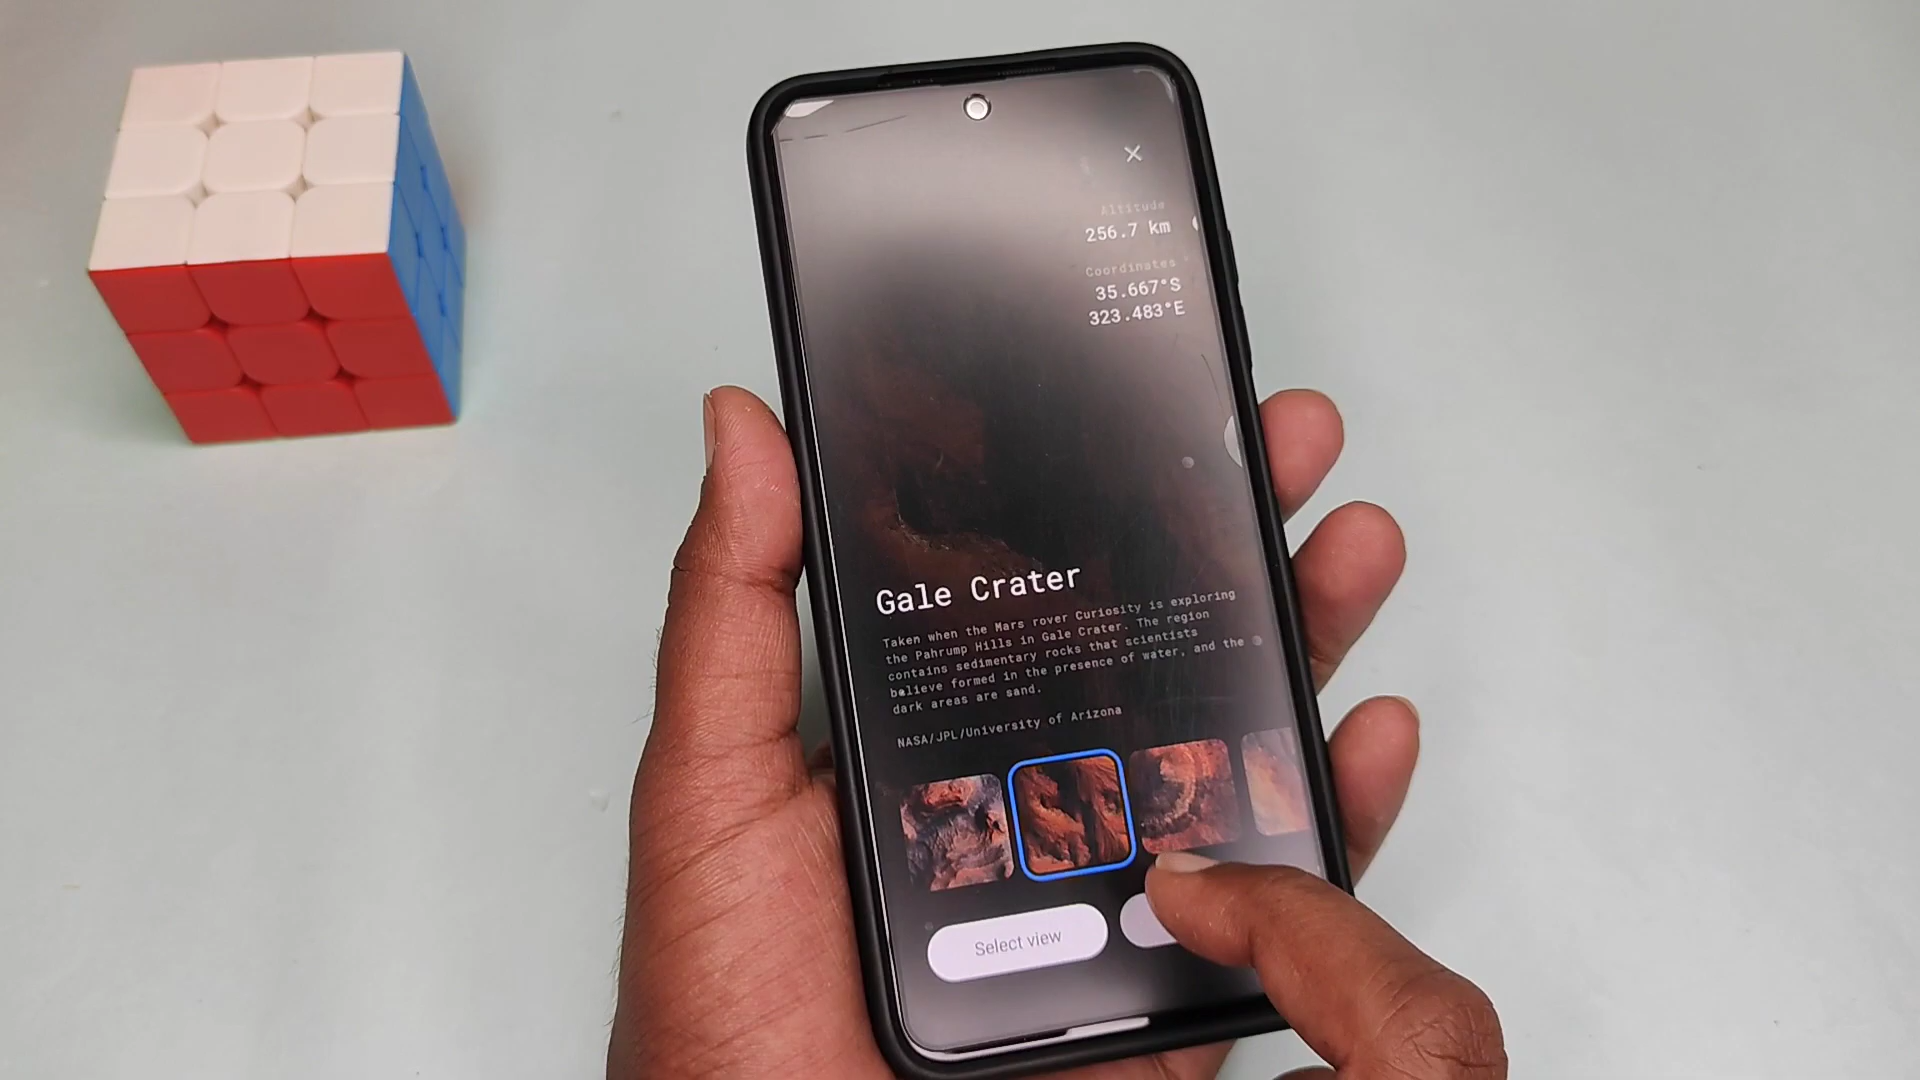 Altitude
256.7 km
Coordinates
35.667°S
323.483°E
Gale Crater
Taken when the Mars rover Curiosity is exploring
the Pahrump Hills in Gale Crater. The region
contains sedimentary rocks that scientists
believe formed in the presence of water, and the
dark areas are sand.
NASA/JPL/University of Arizona
Select view